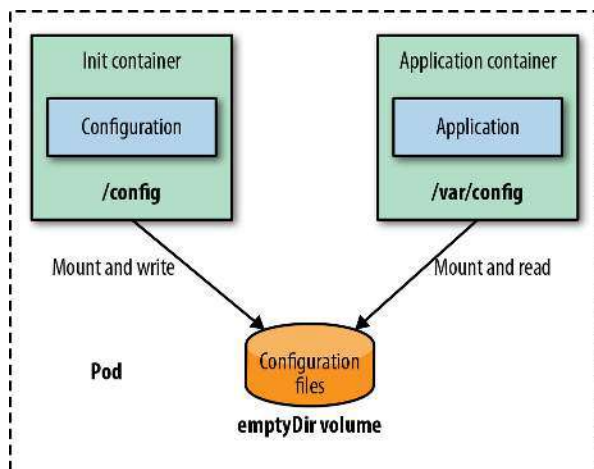 Init container
Configuration
/config
Application container
Application
/var/config
Mount and write
Mount and read
Configuration
files
Pod
emptyDir volume